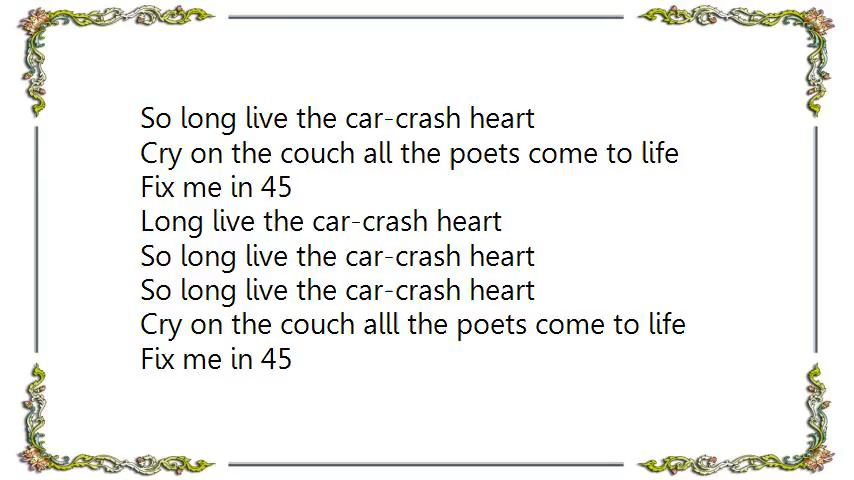 So long live the car-crash heart
Cry on the couch all the poets come to life
Fix me in 45
Long live the car-crash heart
So long live the car-crash heart
So long live the car-crash heart
Cry on the couch alll the poets come to life
Fix me in 45